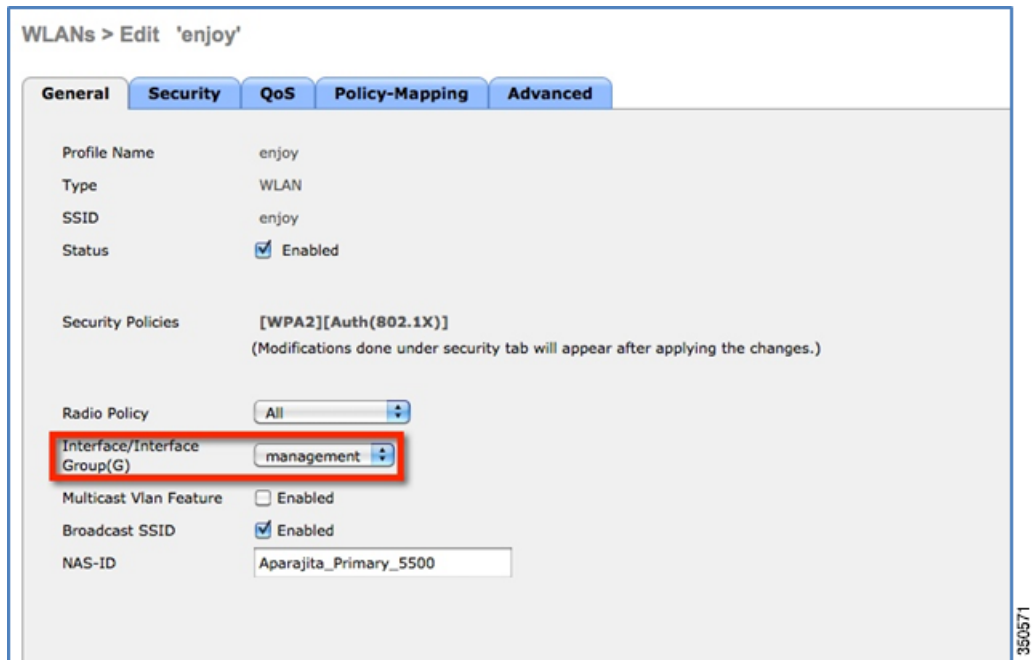 WLANs > Edit 'enjoy'
General Security QoS Policy-Mapping Advanced
Profile Name enjoy
Type WLAN
SSID enjoy
Status Enabled
Security Policies [WPA2][Auth(802.1X)]
(Modifications done under security tab will appear after applying the changes.)
Radio Policy All
Interface/Interface
Group(G) management
Multicast Vlan Feature Enabled
Broadcast SSID Enabled
NAS-ID Aparajita_Primary_5500
350571